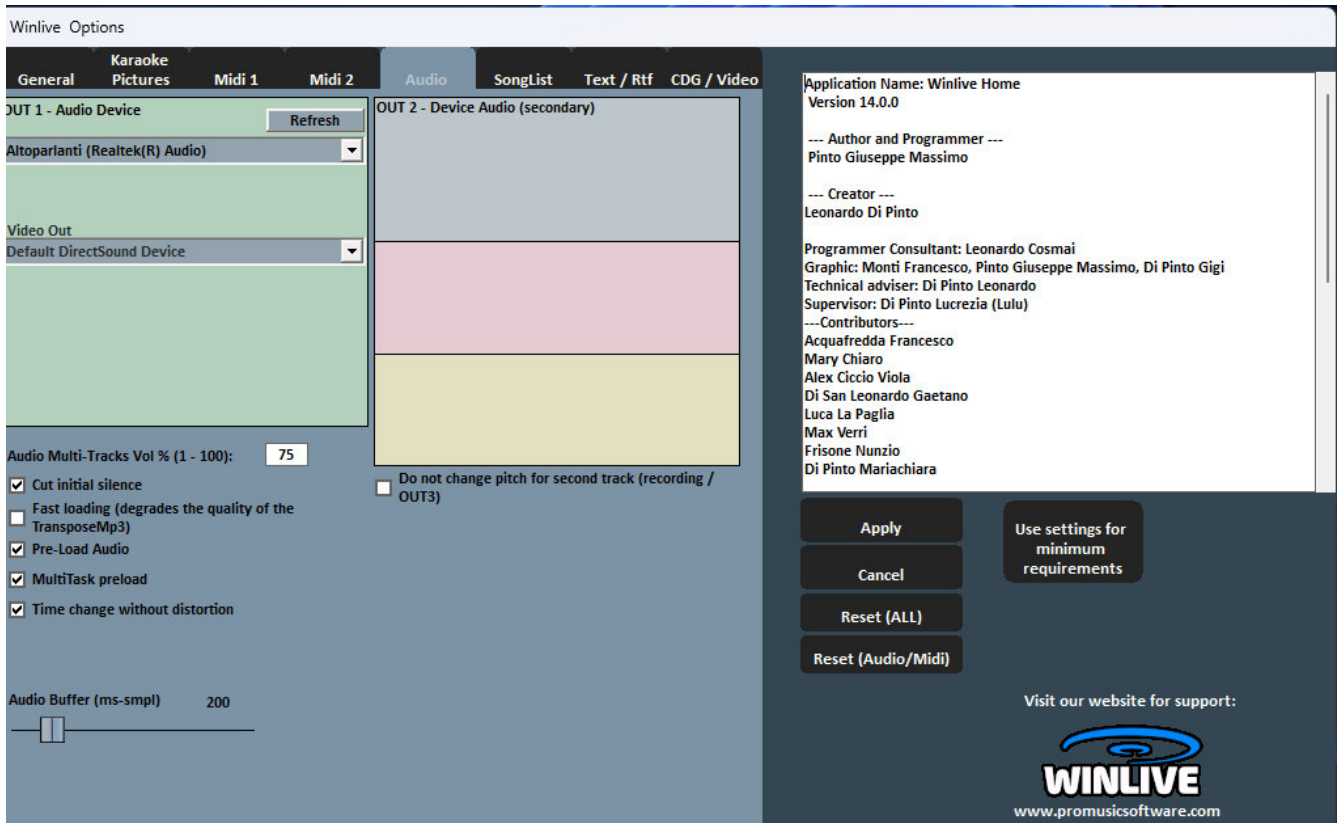 Winlive Options
General
Karaoke
Pictures
Midi 1
Midi 2
Audio
SongList
Text / Rtf
CDG / Video
OUT 1 - Audio Device
Refresh
Altoparlanti (Realtek(R) Audio)
Video Out
Default DirectSound Device
OUT 2 - Device Audio (secondary)
Audio Multi-Tracks Vol % (1 - 100):
75
Cut initial silence
Fast loading (degrades the quality of the
TransposeMp3)
Pre-Load Audio
MultiTask preload
Time change without distortion
Do not change pitch for second track (recording /
OUT3)
Audio Buffer (ms-smpl)
200
Application Name: Winlive Home
Version 14.0.0
--- Author and Programmer ---
Pinto Giuseppe Massimo
--- Creator ---
Leonardo Di Pinto
Programmer Consultant: Leonardo Cosmai
Graphic: Monti Francesco, Pinto Giuseppe Massimo, Di Pinto Gigi
Technical adviser: Di Pinto Leonardo
Supervisor: Di Pinto Lucrezia (Lulu)
---Contributors---
Acquafredda Francesco
Mary Chiaro
Alex Ciccio Viola
Di San Leonardo Gaetano
Luca La Paglia
Max Verri
Frisone Nunzio
Di Pinto Mariachiara
Apply
Cancel
Reset (ALL)
Reset (Audio/Midi)
Use settings for
minimum
requirements
Visit our website for support:
WINLIVE
www.promusicsoftware.com